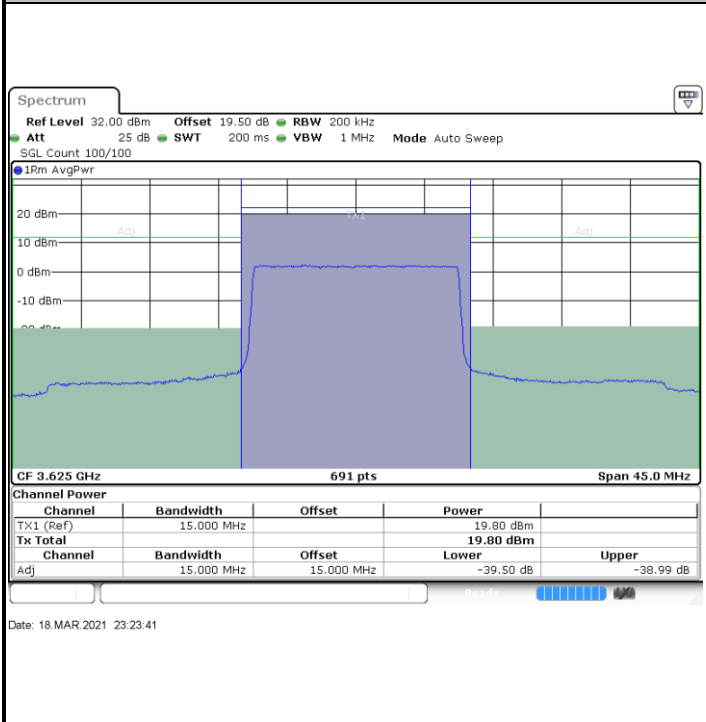 Spectrum
Ref Level 32.00 dBm Offset 19.50 dB RBW 200 kHz
Att 25 dB SWT 200 ms VBW 1 MHz Mode Auto Sweep
SGL Count 100/100
1Rm AvgPwr
20 dBm
TX1
Adj Adj
10 dBm
0 dBm
-10 dBm
CF 3.625 GHz 691 pts Span 45.0 MHz
Channel Power
Channel Bandwidth Offset Power
TX1 (Ref) 15.000 MHz 19.80 dBm
Tx Total 19.80 dBm
Channel Bandwidth Offset Lower Upper
Adj 15.000 MHz 15.000 MHz -39.50 dB -38.99 dB
Ready
Date: 18.MAR.2021 23:23:41